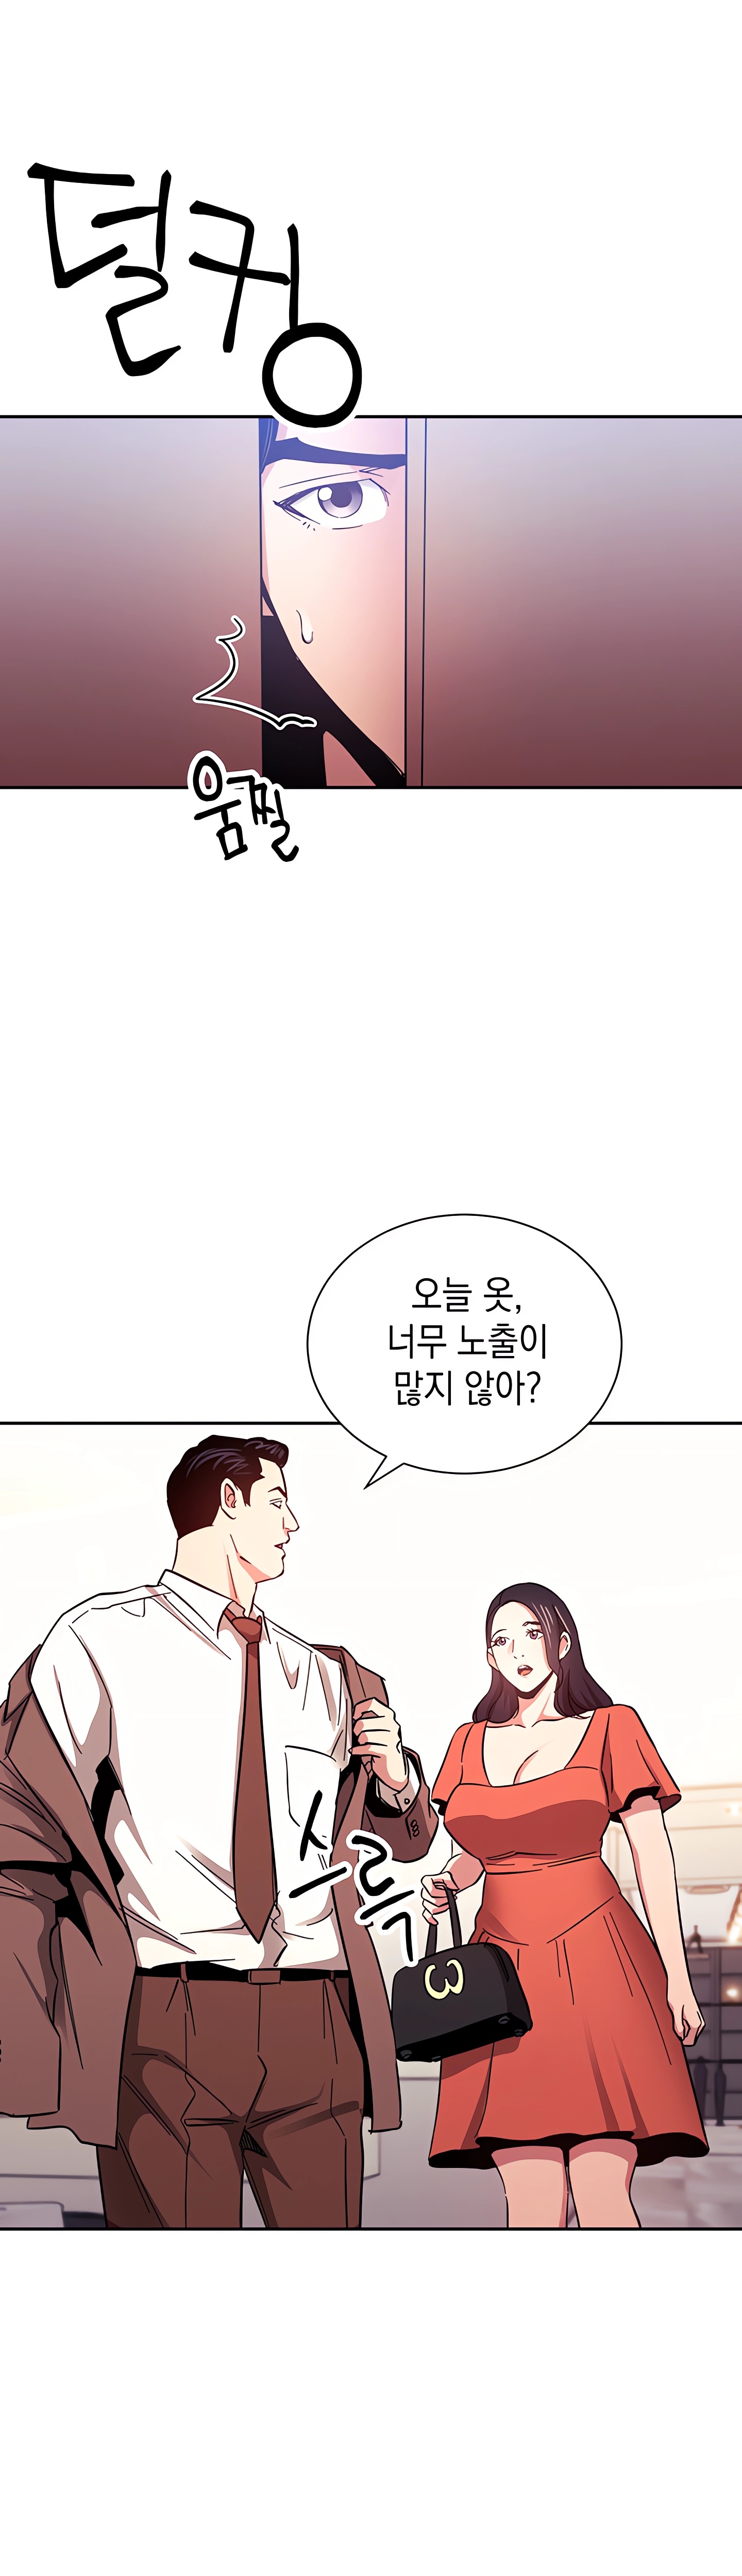 덜컹
움찔
오늘 옷,
너무 노출이
많지 않아?
스륵